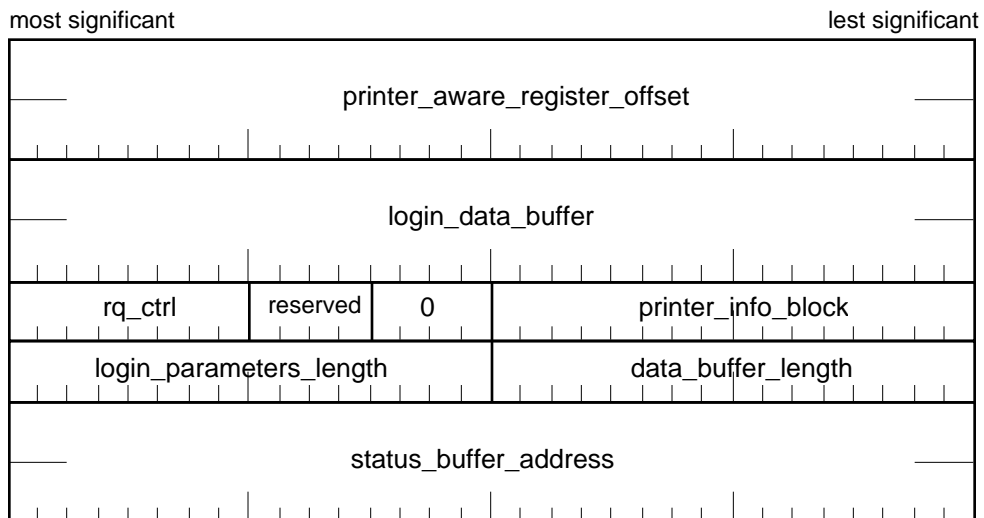 most significant lest significant
printer_aware_register_offset
login_data_buffer
rq_ctrl reserved 0 printer_info_block
login_parameters_length data_buffer_length
status_buffer_address